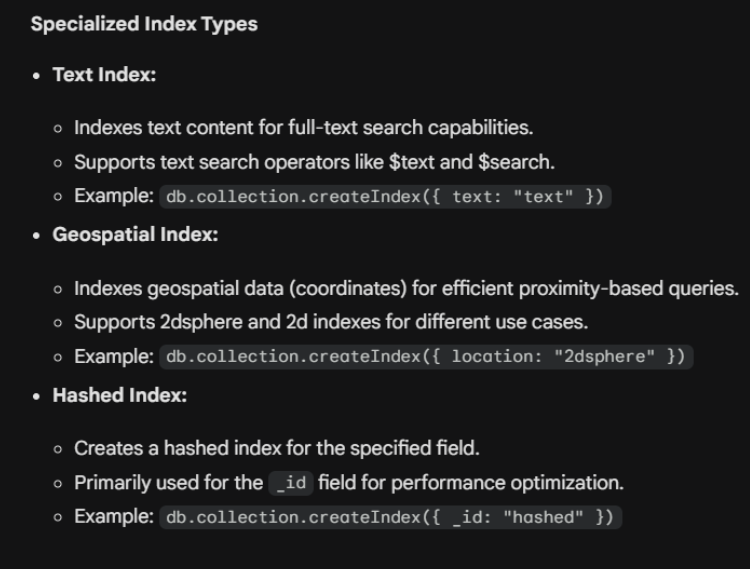 Specialized Index Types
• Text Index:
◦ Indexes text content for full-text search capabilities.
◦ Supports text search operators like $text and $search.
◦ Example: db.collection.createIndex({ text: "text" })
• Geospatial Index:
◦ Indexes geospatial data (coordinates) for efficient proximity-based queries.
◦ Supports 2dsphere and 2d indexes for different use cases.
◦ Example: db.collection.createIndex({ location: "2dsphere" })
• Hashed Index:
◦ Creates a hashed index for the specified field.
◦ Primarily used for the _id field for performance optimization.
◦ Example: db.collection.createIndex({ _id: "hashed" })